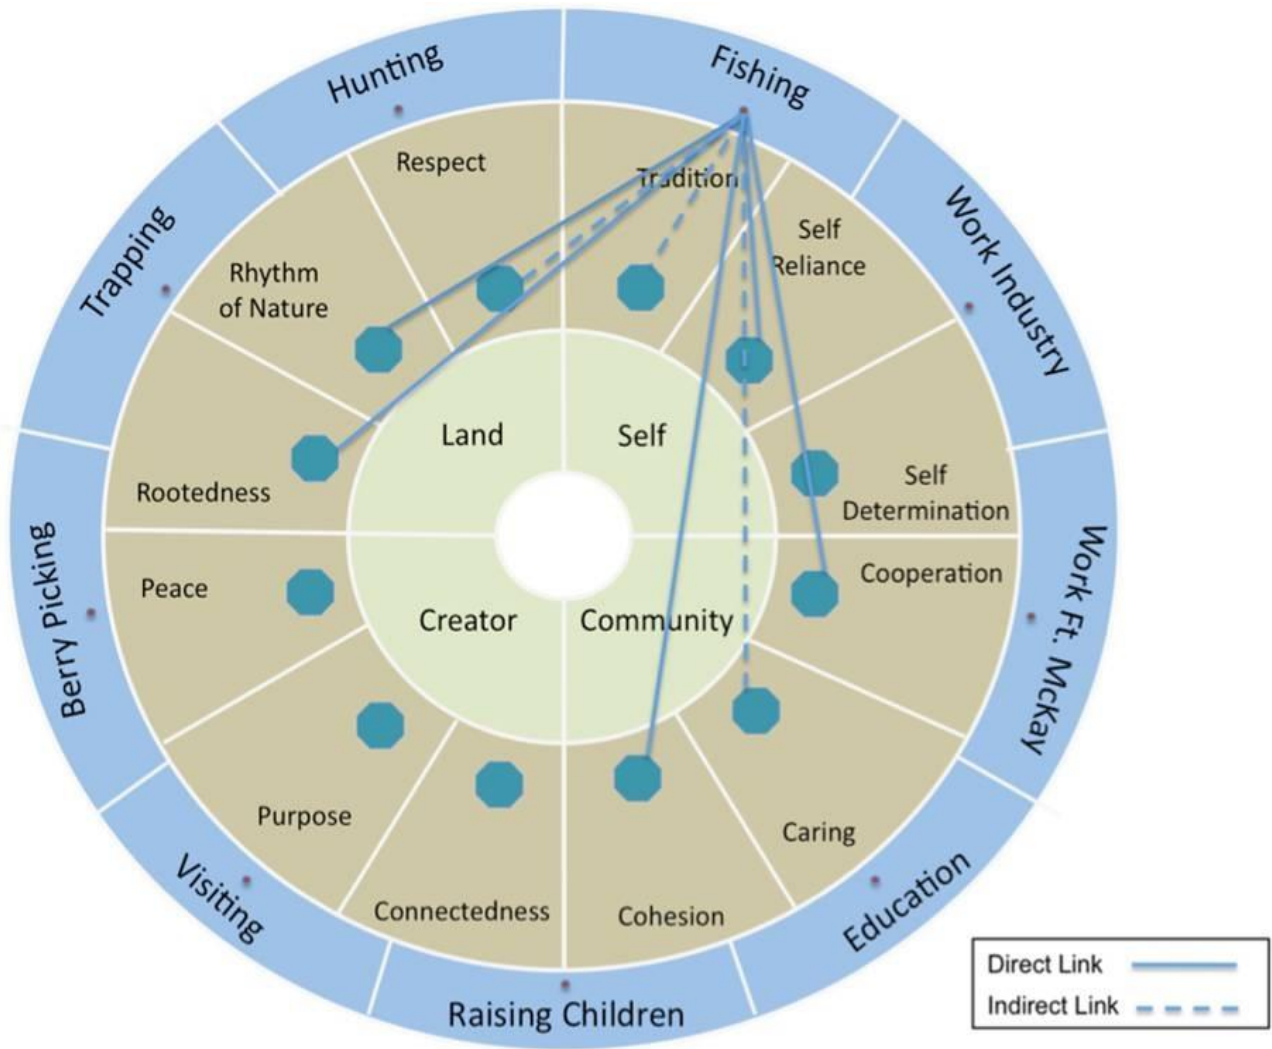 Hunting
Fishing
Trapping
Work Industry
Berry Picking
Work Ft. McKay
Visiting
Education
Raising Children
Respect
Tradition
Rhythm
of Nature
Self
Reliance
Rootedness
Self
Determination
Peace
Cooperation
Purpose
Caring
Connectedness
Cohesion
Land
Self
Creator
Community
Direct Link
Indirect Link